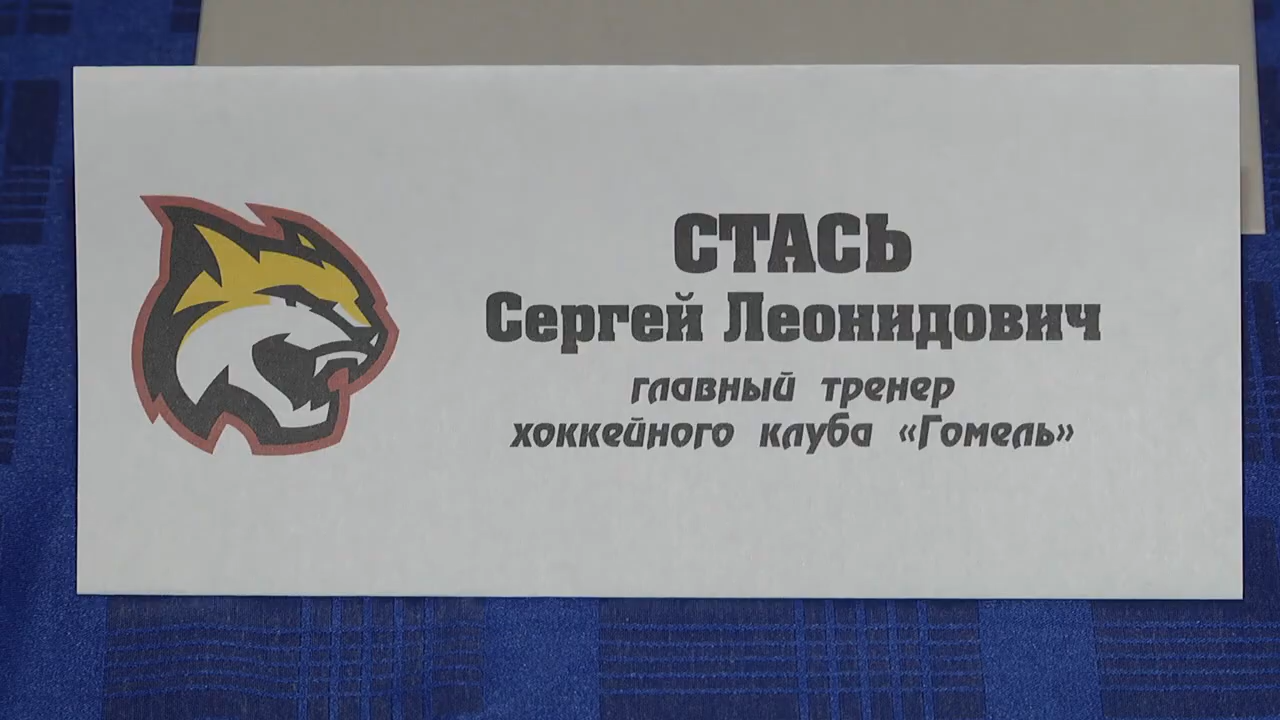 СТАСЬ
Сергей Леонидович
главный тренер
хоккейного клуба «Гомель»